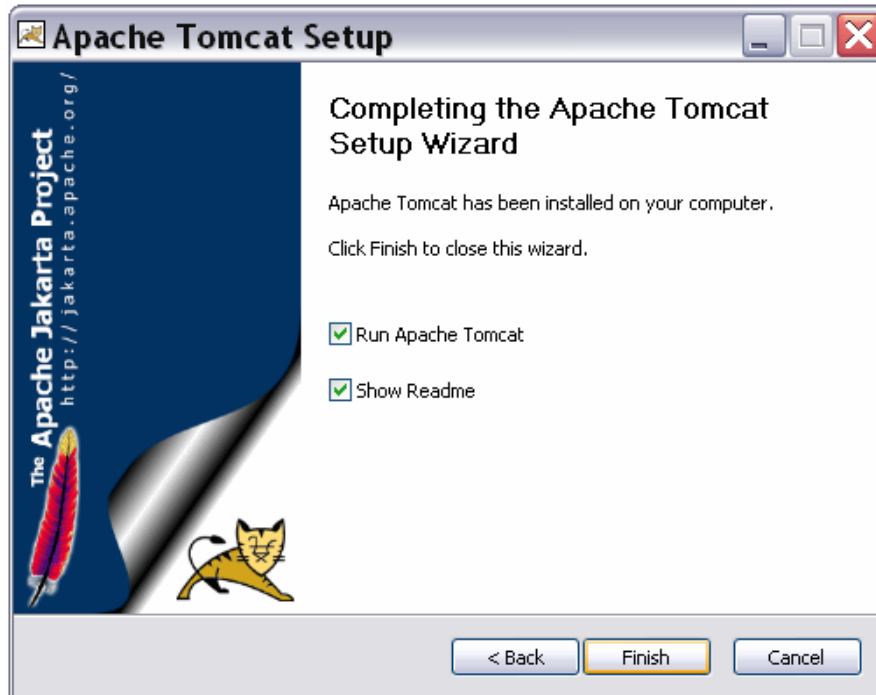 Apache Tomcat Setup
The Apache Jakarta Project
http://jakarta.apache.org/
Completing the Apache Tomcat
Setup Wizard
Apache Tomcat has been installed on your computer.
Click Finish to close this wizard.
Run Apache Tomcat
Show Readme
< Back
Finish
Cancel